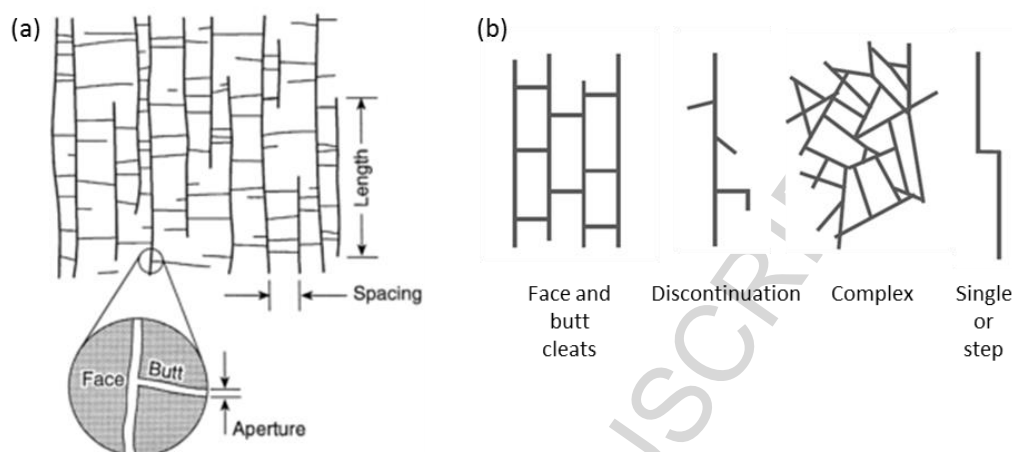 (a)
Length
Spacing
Face
Butt
Aperture
(b)
Face and
butt
cleats
Discontinuation
Complex
Single
or
step